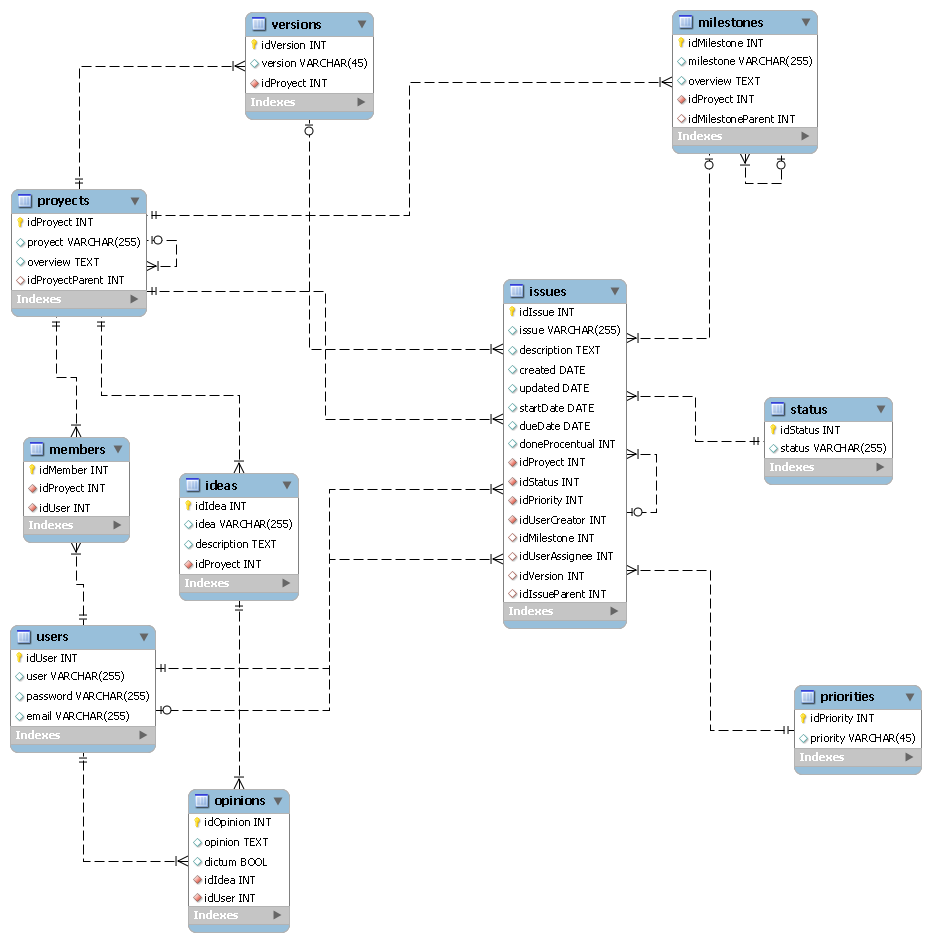 versions
idVersion INT
version VARCHAR(45)
idProyect INT
Indexes
milestones
idMilestone INT
milestone VARCHAR(255)
overview TEXT
idProyect INT
idMilestoneParent INT
Indexes
proyects
idProyect INT
proyect VARCHAR(255)
overview TEXT
idProyectParent INT
Indexes
issues
idIssue INT
issue VARCHAR(255)
description TEXT
created DATE
updated DATE
startDate DATE
dueDate DATE
doneProcentual INT
idProyect INT
idStatus INT
idPriority INT
idUserCreator INT
idMilestone INT
idUserAssignee INT
idVersion INT
idIssueParent INT
Indexes
status
idStatus INT
status VARCHAR(255)
Indexes
members
idMember INT
idProyect INT
idUser INT
Indexes
ideas
idIdea INT
idea VARCHAR(255)
description TEXT
idProyect INT
Indexes
users
idUser INT
user VARCHAR(255)
password VARCHAR(255)
email VARCHAR(255)
Indexes
priorities
idPriority INT
priority VARCHAR(45)
Indexes
opinions
idOpinion INT
opinion TEXT
dictum BOOL
idIdea INT
idUser INT
Indexes